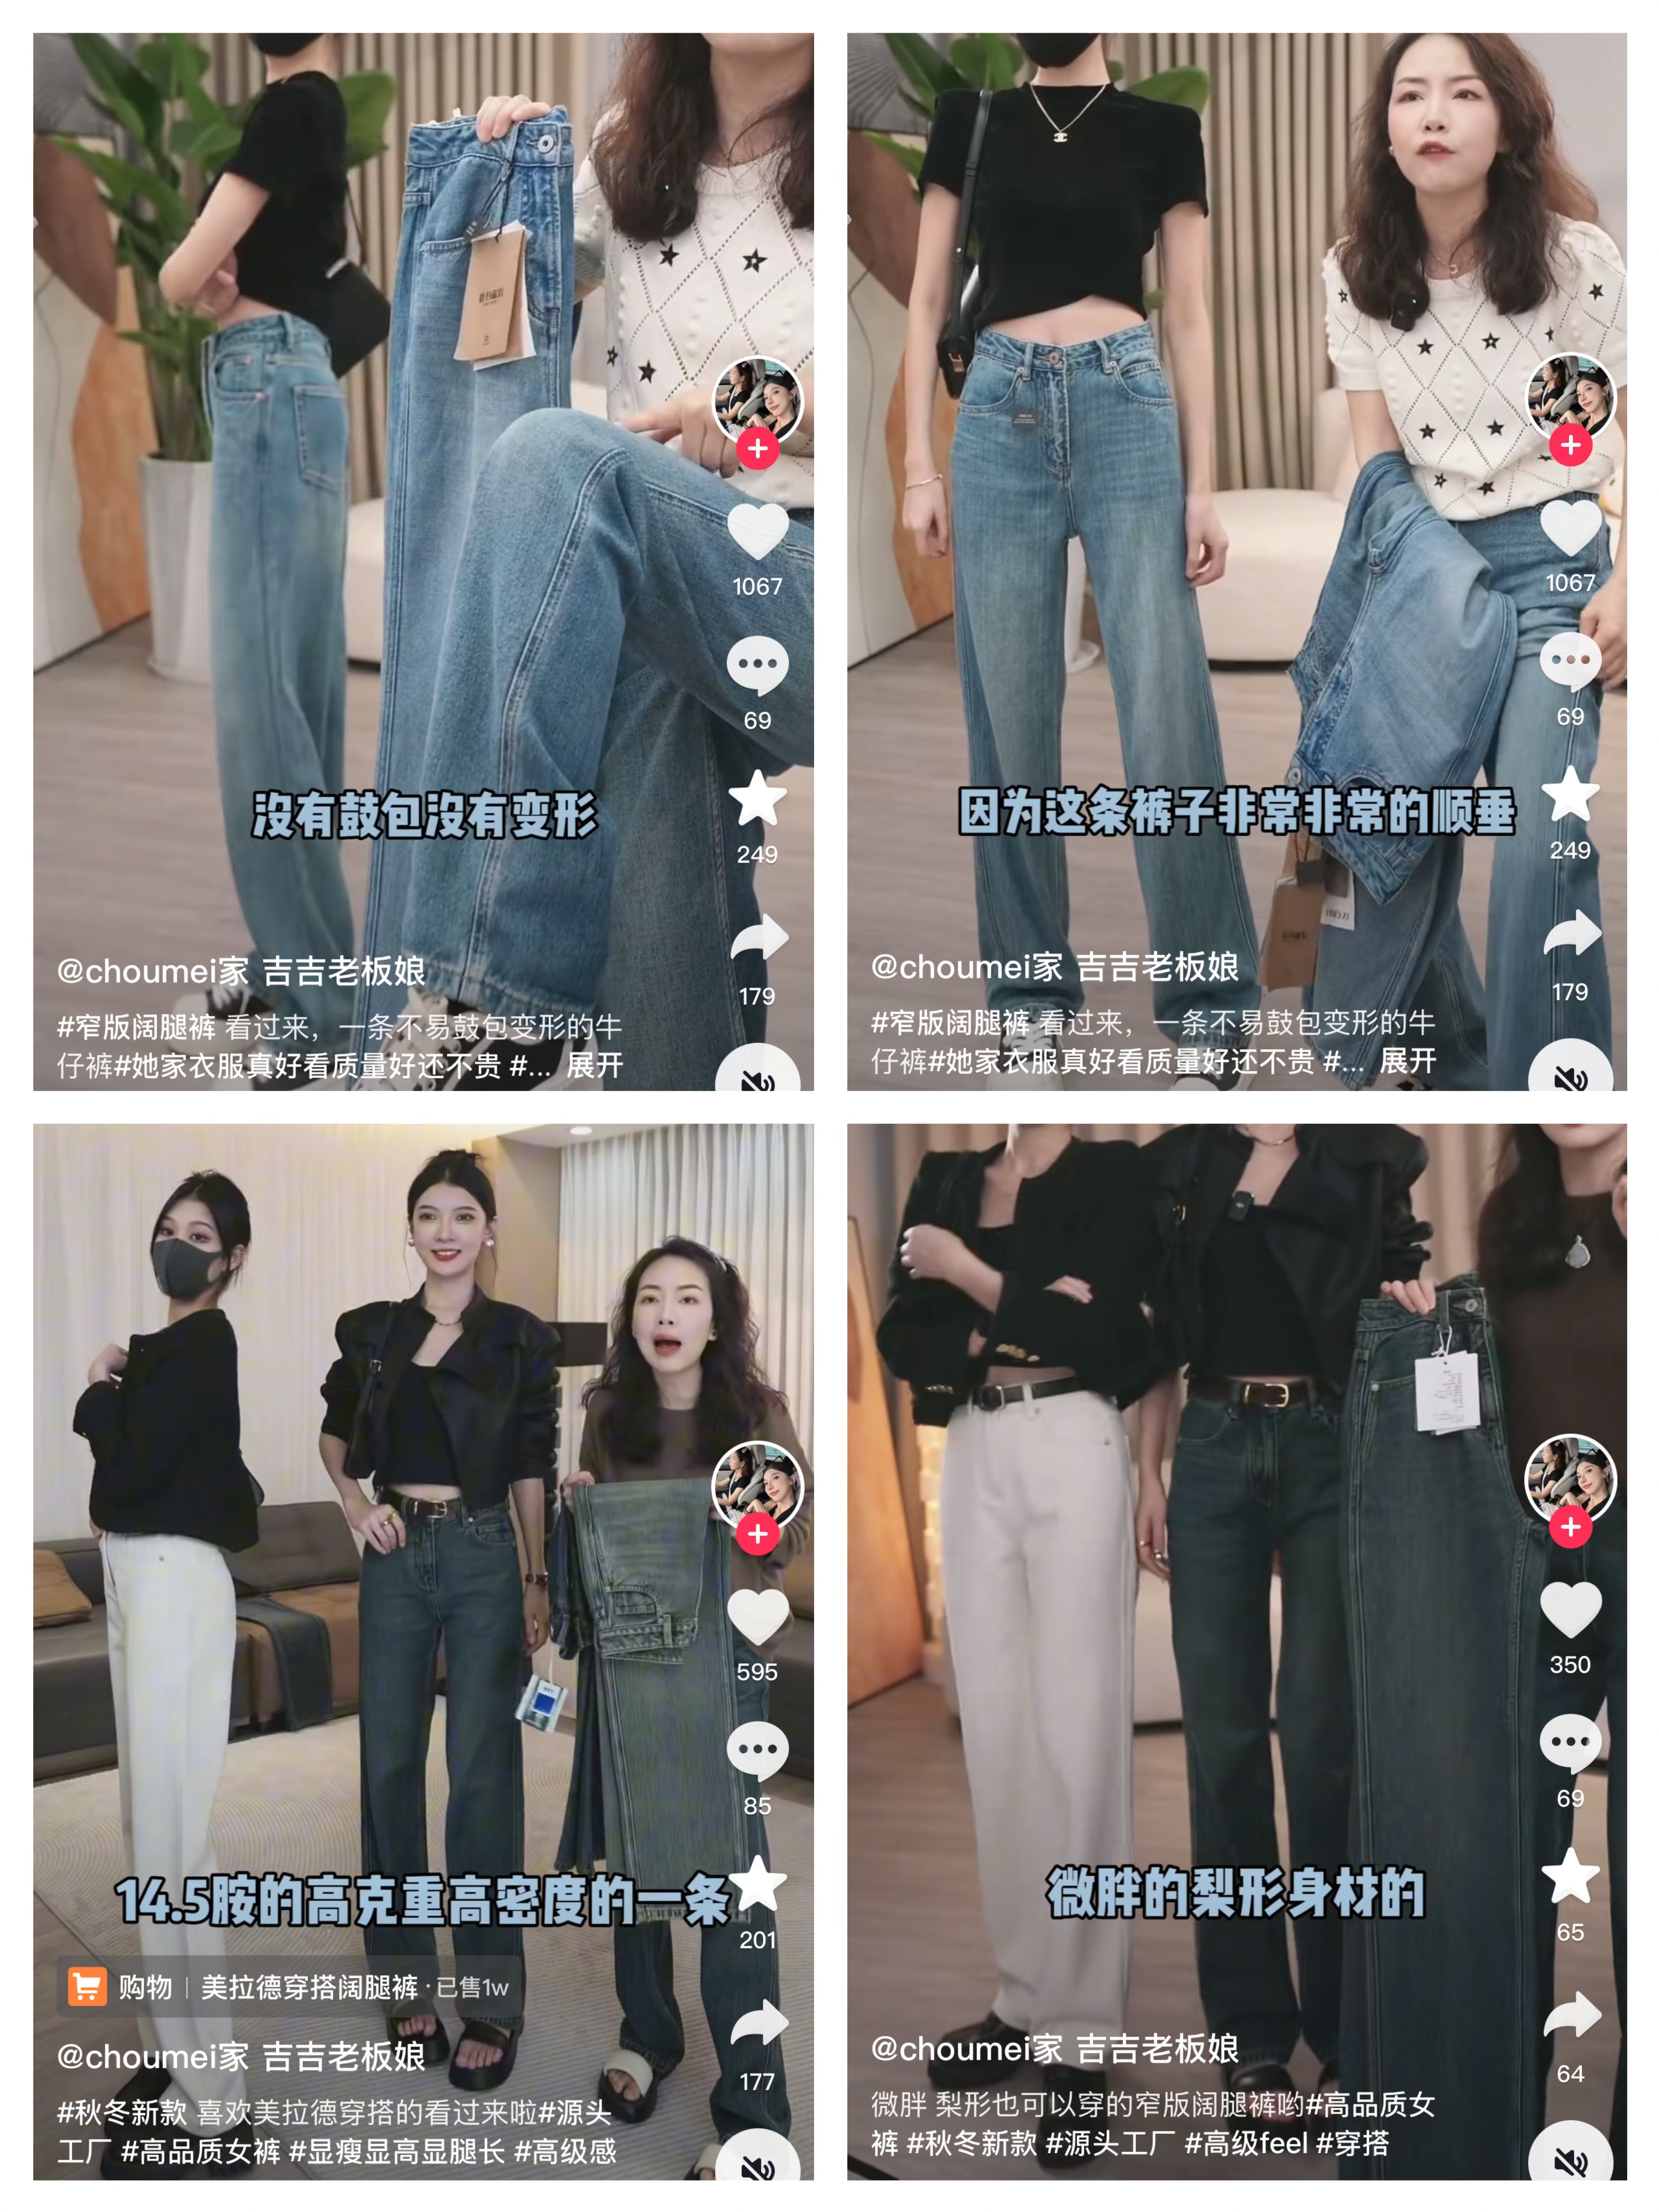 1067
69
没有鼓包没有变形
249
179
@choumei家 吉吉老板娘
#窄版阔腿裤 看过来，一条不易鼓包变形的牛
仔裤#她家衣服真好看质量好还不贵 #... 展开
1067
69
因为这条裤子非常非常的顺垂
249
179
@choumei家 吉吉老板娘
#窄版阔腿裤 看过来，一条不易鼓包变形的牛
仔裤#她家衣服真好看质量好还不贵 #... 展开
595
85
14.5胺的高克重高密度的一条
201
购物 | 美拉德穿搭阔腿裤 · 已售1w
177
@choumei家 吉吉老板娘
#秋冬新款 喜欢美拉德穿搭的看过来啦#源头
工厂 #高品质女裤 #显瘦显高显腿长 #高级感
350
69
微胖的梨形身材的
65
64
@choumei家 吉吉老板娘
微胖 梨形也可以穿的窄版阔腿裤哟#高品质女
裤 #秋冬新款 #源头工厂 #高级feel #穿搭